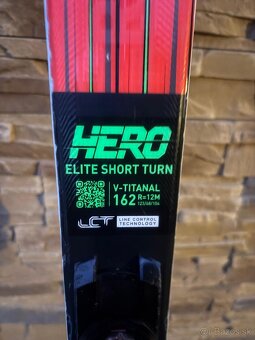 HERO
ELITE SHORT TURN
V-TITANAL
162 R=12M
LCT LINE CONTROL
TECHNOLOGY